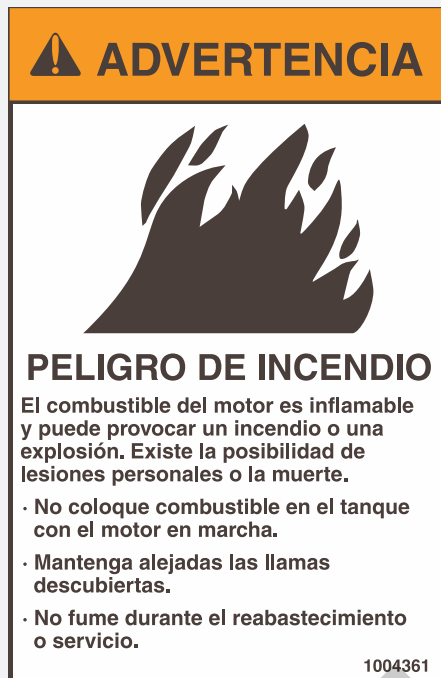 ADVERTENCIA
PELIGRO DE INCENDIO
El combustible del motor es inflamable
y puede provocar un incendio o una
explosión. Existe la posibilidad de
lesiones personales o la muerte.
· No coloque combustible en el tanque
con el motor en marcha.
· Mantenga alejadas las llamas
descubiertas.
· No fume durante el reabastecimiento
o servicio.
1004361